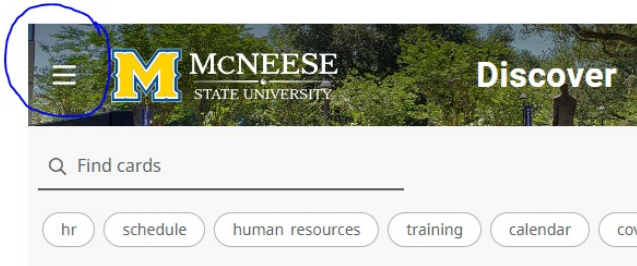 M McNEESE
STATE UNIVERSITY
Discover
Find cards
hr schedule human resources training calendar